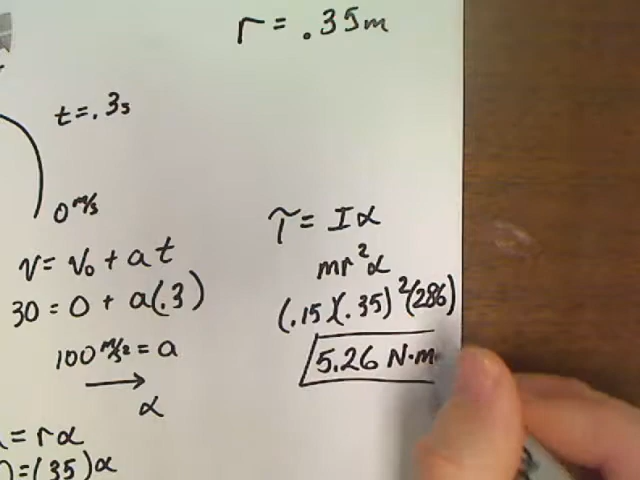 r = .35m
t = .3s
0 m/s
v = v₀ + at
30 = 0 + a(.3)
100 m/s² = a
α
= rα
= (35)α
τ = Iα
mr²α
(.15)(.35)²(286)
5.26 N·m